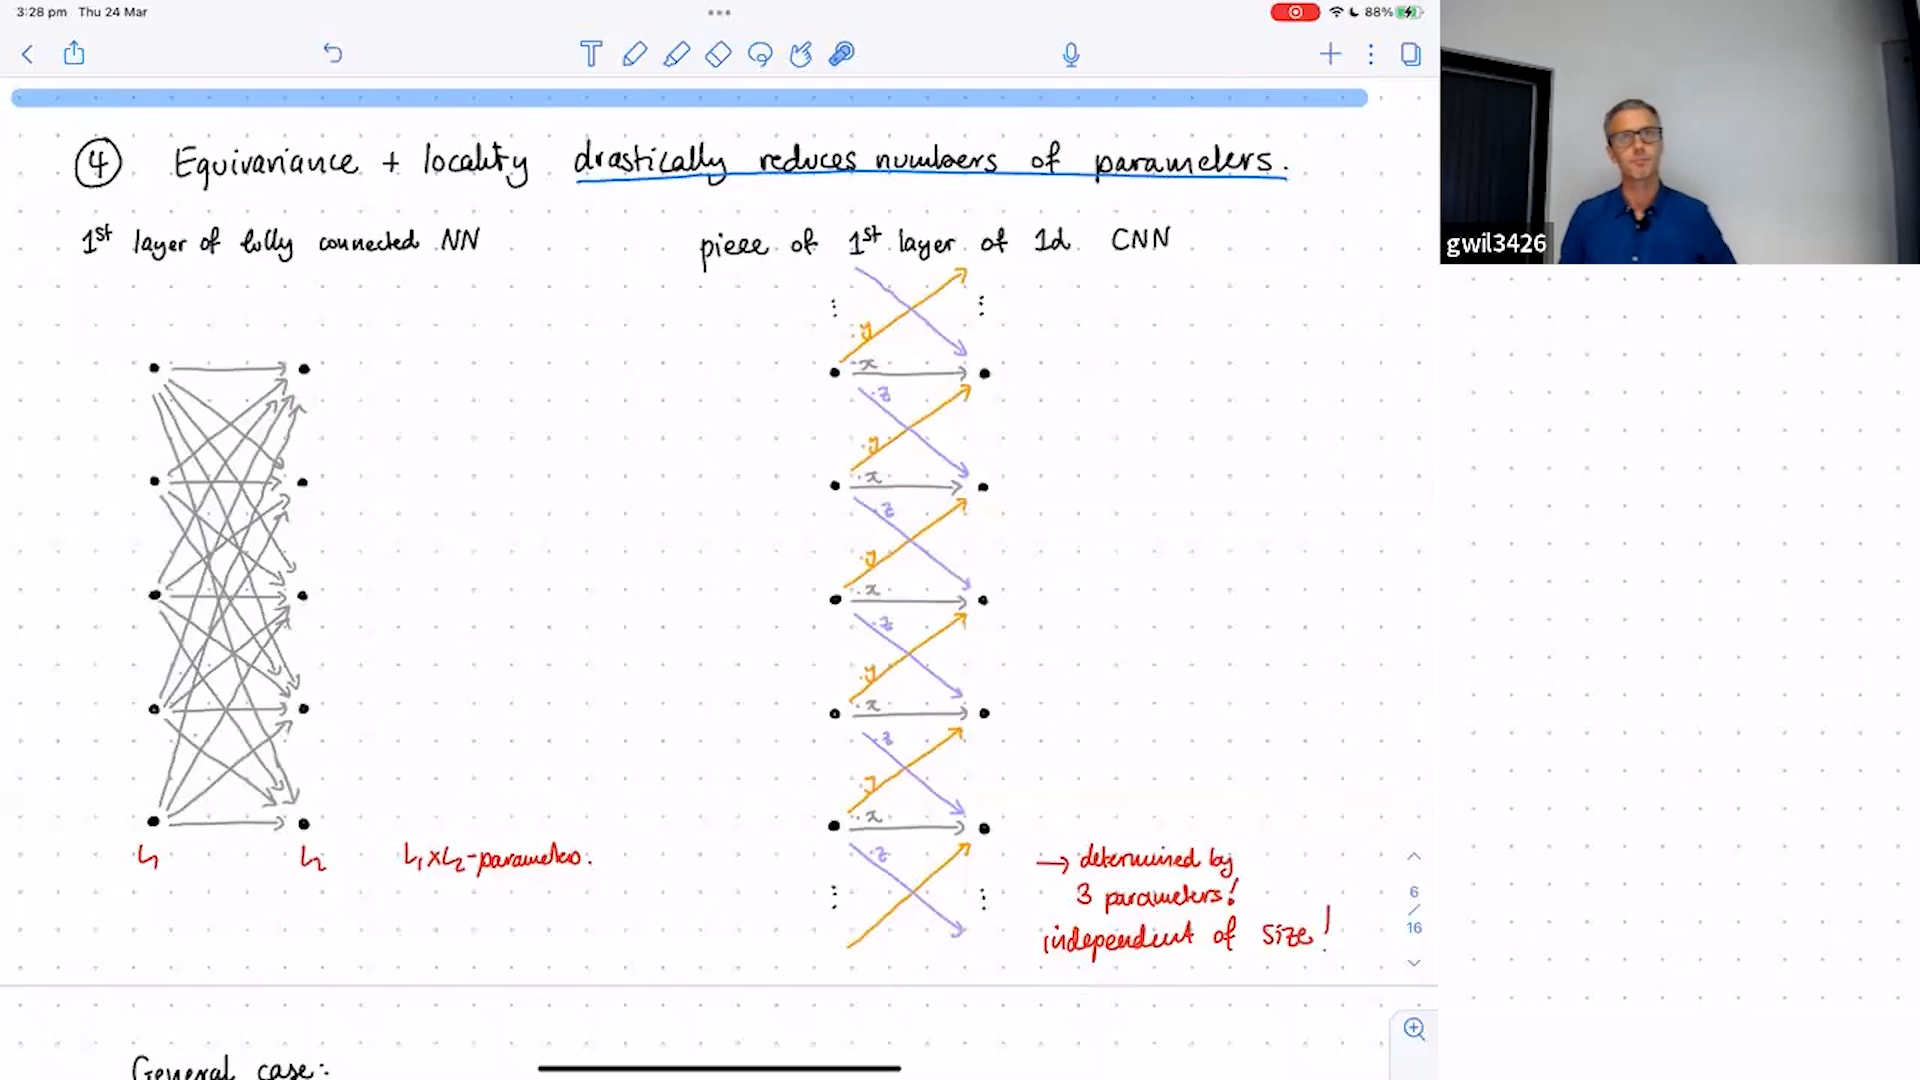 3:28 pm Thu 24 Mar
88%
④ Equivariance + locality drastically reduces numbers of parameters.
1st layer of fully connected NN
piece of 1st layer of 1d CNN
gwil3426
y
x
z
y
x
z
y
x
z
y
x
z
y
x
z
L1
L2
L1 × L2 - parameters.
→ determined by
3 parameters!
independent of size!
6
/
16
General case: